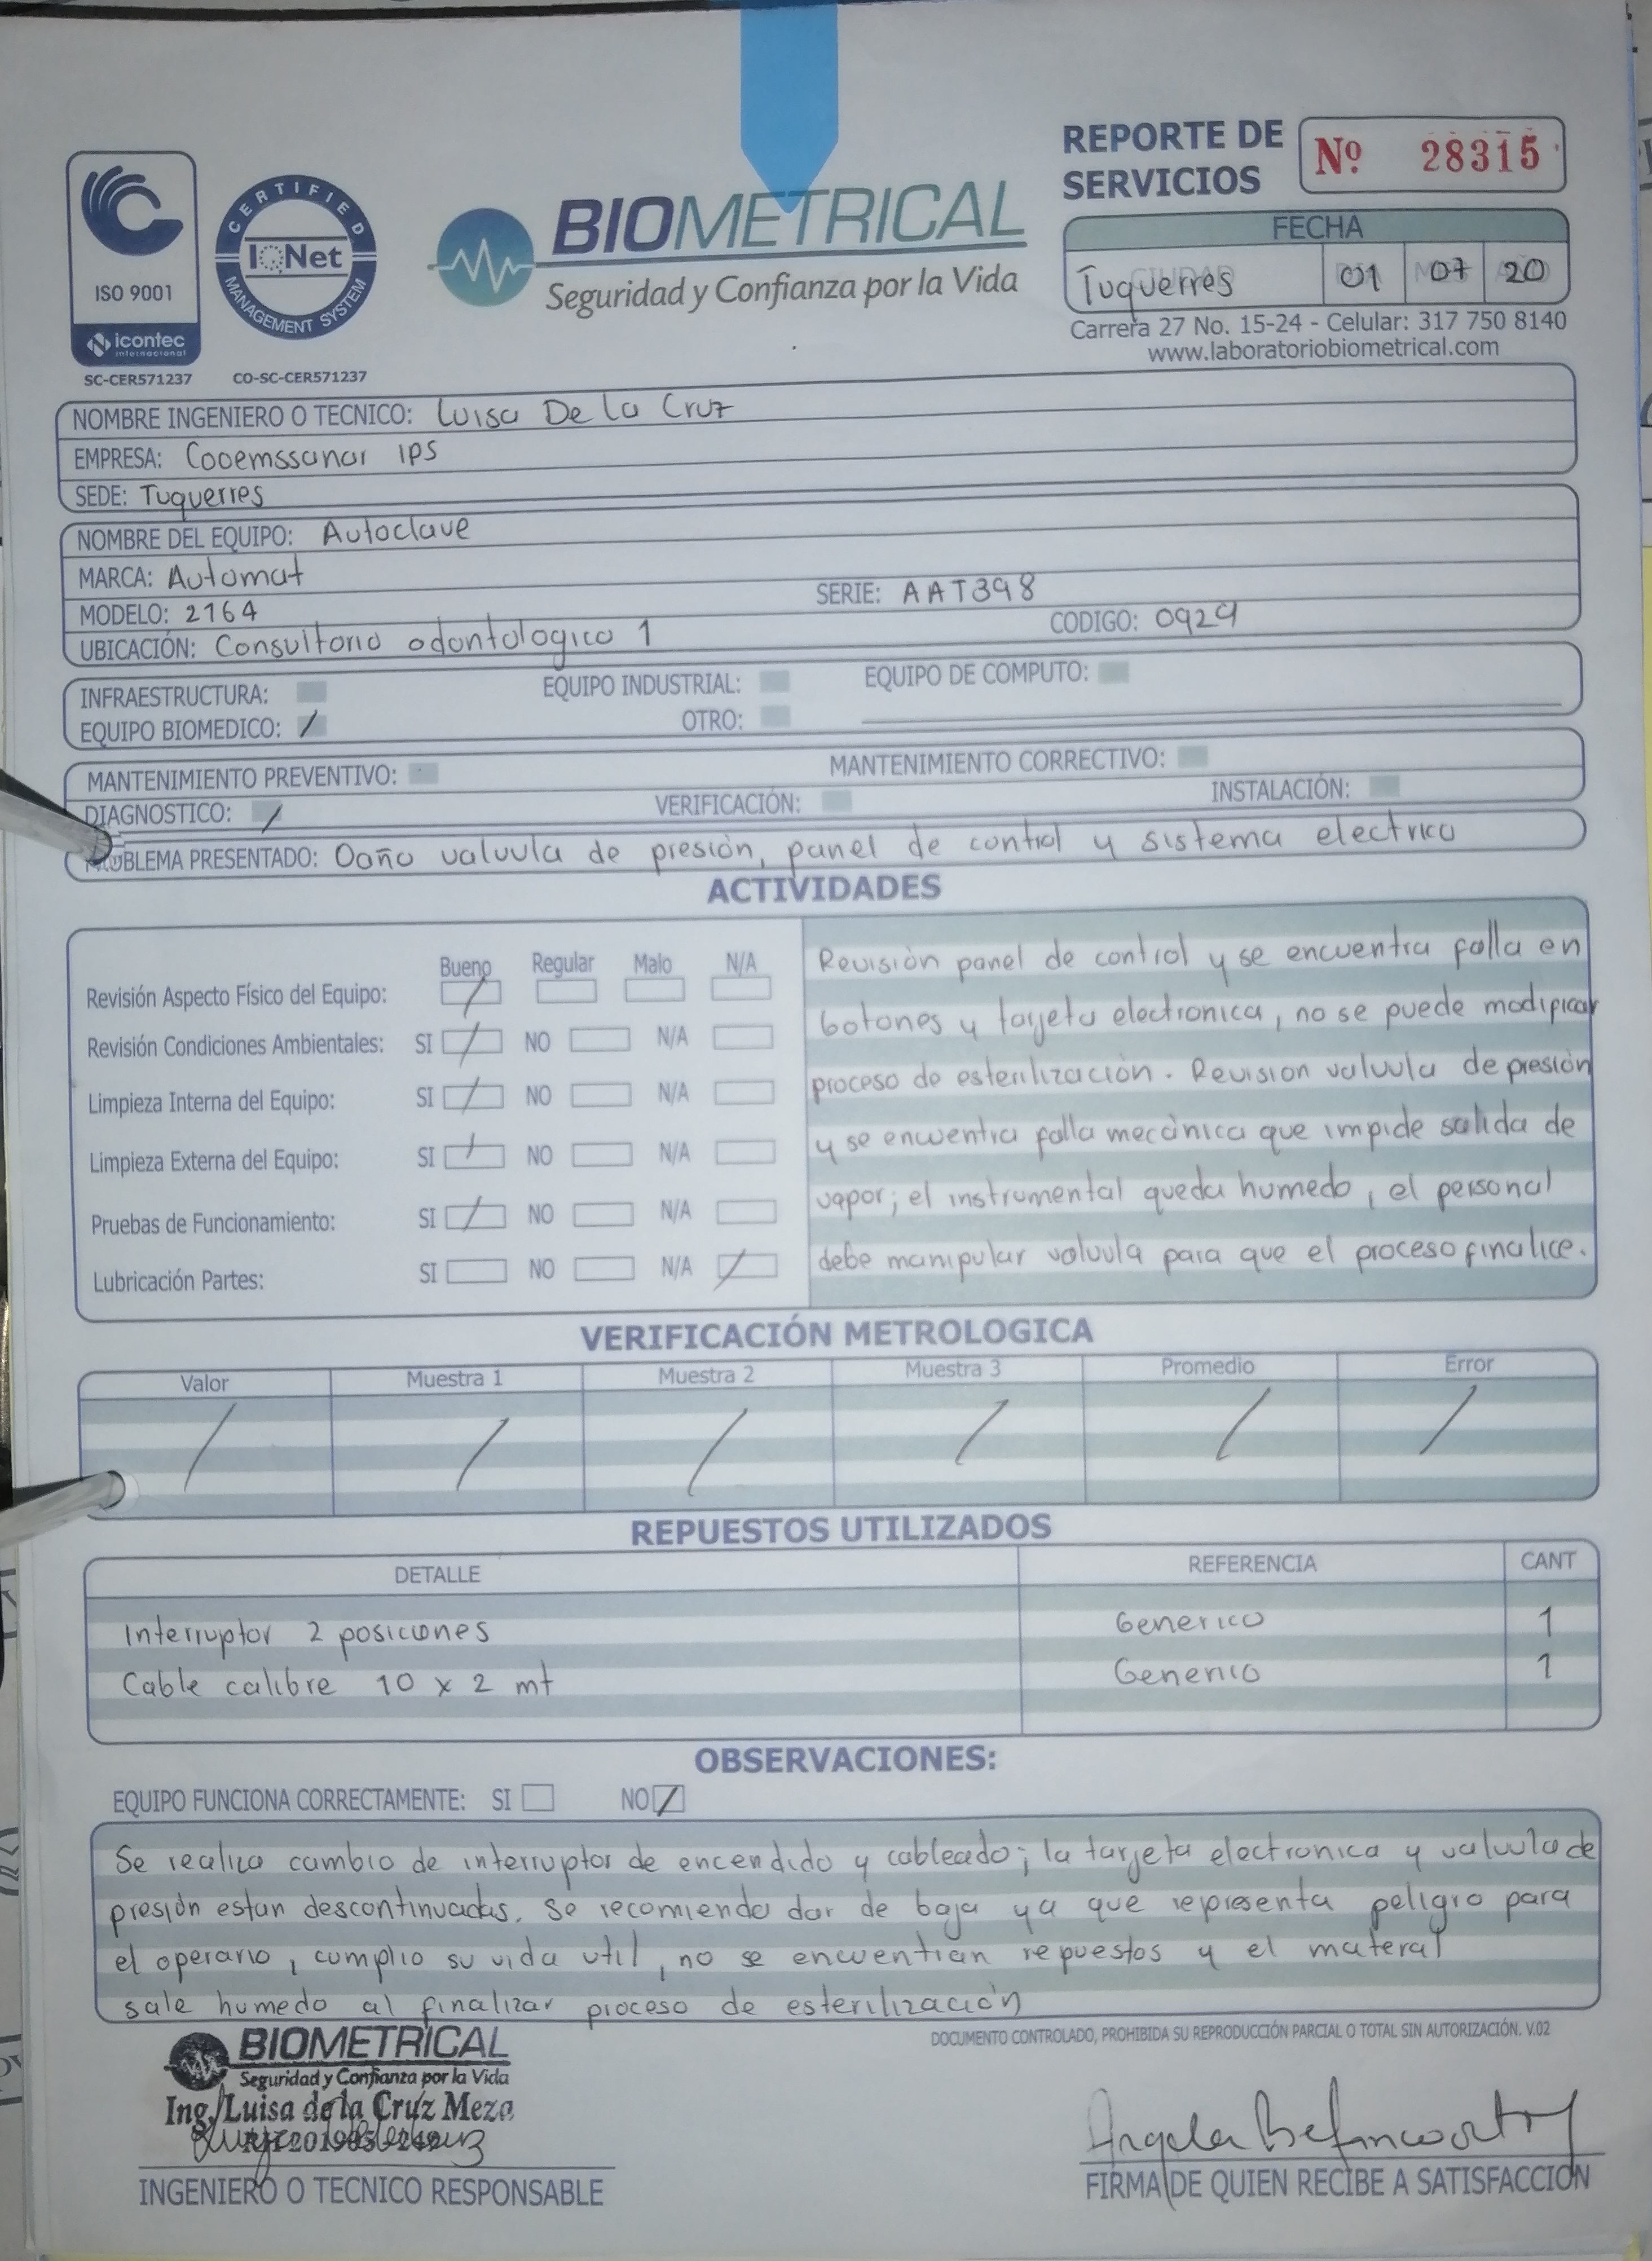 REPORTE DE
SERVICIOS
Nº 28315
FECHA
Tuquerres 01 07 20
Carrera 27 No. 15-24 - Celular: 317 750 8140
www.laboratoriobiometrical.com
ISO 9001
icontec
internacional
SC-CER571237
CERTIFIED
IQNet
MANAGEMENT SYSTEM
CO-SC-CER571237
BIOMETRICAL
Seguridad y Confianza por la Vida
NOMBRE INGENIERO O TECNICO: Luisa De La Cruz
EMPRESA: Cooemssanar IPS
SEDE: Tuquerres
NOMBRE DEL EQUIPO: Autoclave
MARCA: Automat
MODELO: 2164 SERIE: AAT398
UBICACIÓN: Consultorio odontologico 1 CODIGO: 0929
INFRAESTRUCTURA: EQUIPO INDUSTRIAL: EQUIPO DE COMPUTO:
EQUIPO BIOMEDICO: / OTRO:
MANTENIMIENTO PREVENTIVO: MANTENIMIENTO CORRECTIVO:
DIAGNOSTICO: / VERIFICACIÓN: INSTALACIÓN:
OBLEMA PRESENTADO: Daño valvula de presión, panel de control y sistema electrico
ACTIVIDADES
Bueno Regular Malo N/A
Revisión Aspecto Físico del Equipo: /
Revisión Condiciones Ambientales: SI / NO N/A
Limpieza Interna del Equipo: SI / NO N/A
Limpieza Externa del Equipo: SI / NO N/A
Pruebas de Funcionamiento: SI / NO N/A
Lubricación Partes: SI NO N/A /
Revisión panel de control y se encuentra falla en
botones y tarjeta electronica, no se puede modificar
proceso de esterilización. Revision valvula de presión
y se encuentra falla mecànica que impide salida de
vapor; el instrumental queda humedo, el personal
debe manipular valvula para que el proceso finalice.
VERIFICACIÓN METROLOGICA
Valor Muestra 1 Muestra 2 Muestra 3 Promedio Error
/ / / / / /
REPUESTOS UTILIZADOS
DETALLE REFERENCIA CANT
Interruptor 2 posiciones Generico 1
Cable calibre 10 x 2 mt Generico 1
OBSERVACIONES:
EQUIPO FUNCIONA CORRECTAMENTE: SI NO /
Se realiza cambio de interruptor de encendido y cableado; la tarjeta electronica y valvula de
presión estan descontinuadas. Se recomienda dar de baja ya que representa peligro para
el operario, cumplio su vida util, no se encuentran repuestos y el material
sale humedo al finalizar proceso de esterilización
DOCUMENTO CONTROLADO, PROHIBIDA SU REPRODUCCIÓN PARCIAL O TOTAL SIN AUTORIZACIÓN. V.02
BIOMETRICAL
Seguridad y Confianza por la Vida
Ing. Luisa de la Cruz Meza
INGENIERO O TECNICO RESPONSABLE
Angela Betancourth
FIRMA DE QUIEN RECIBE A SATISFACCION